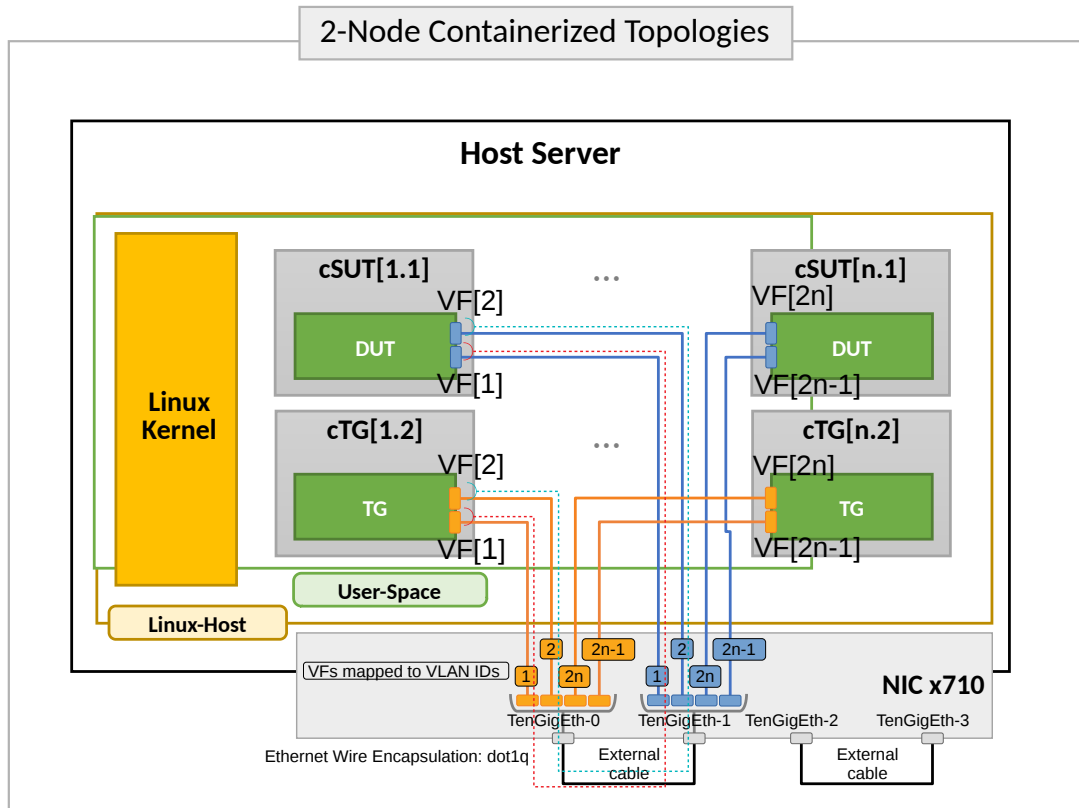 2-Node Containerized Topologies
Host Server
cSUT[1.1]
...
cSUT[n.1]
VF[2]
VF[2n]
DUT
DUT
VF[1]
VF[2n-1]
Linux
Kernel
cTG[1.2]
...
cTG[n.2]
VF[2]
VF[2n]
TG
TG
VF[1]
VF[2n-1]
User-Space
Linux-Host
2
2n-1
2
2n-1
VFs mapped to VLAN IDs
1
2n
1
2n
NIC x710
TenGigEth-0
TenGigEth-1
TenGigEth-2
TenGigEth-3
Ethernet Wire Encapsulation: dot1q
External
cable
External
cable